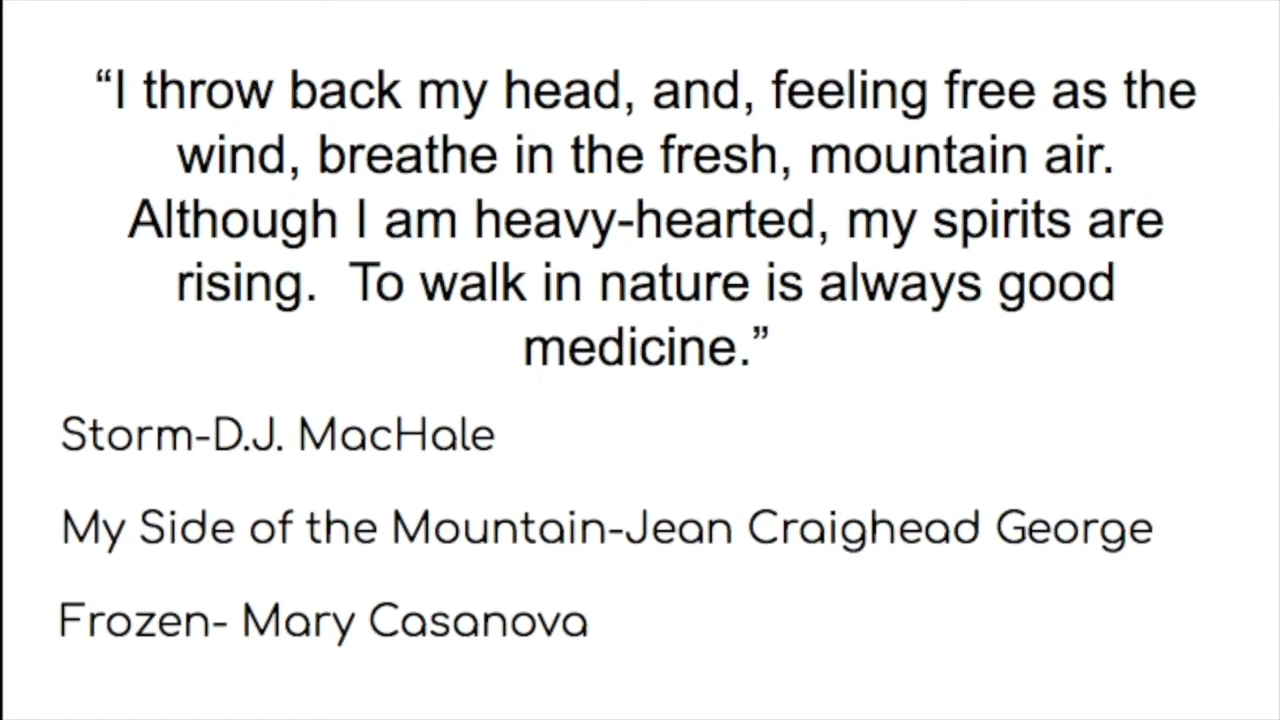 “I throw back my head, and, feeling free as the
wind, breathe in the fresh, mountain air.
Although I am heavy-hearted, my spirits are
rising.  To walk in nature is always good
medicine.”
Storm-D.J. MacHale
My Side of the Mountain-Jean Craighead George
Frozen- Mary Casanova